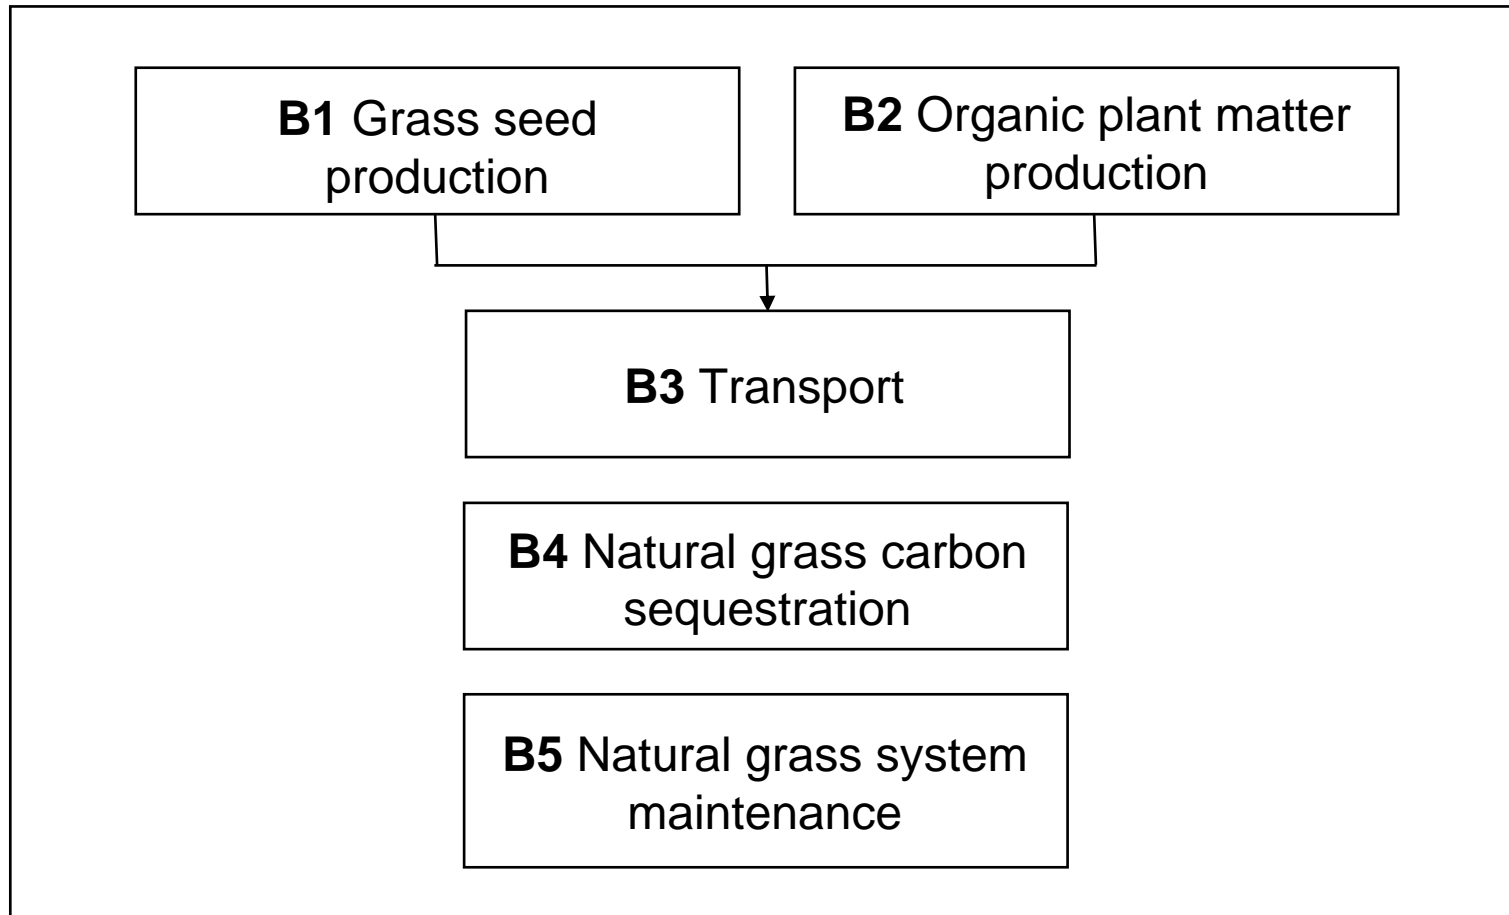 B1 Grass seed
production
B2 Organic plant matter
production
B3 Transport
B4 Natural grass carbon
sequestration
B5 Natural grass system
maintenance